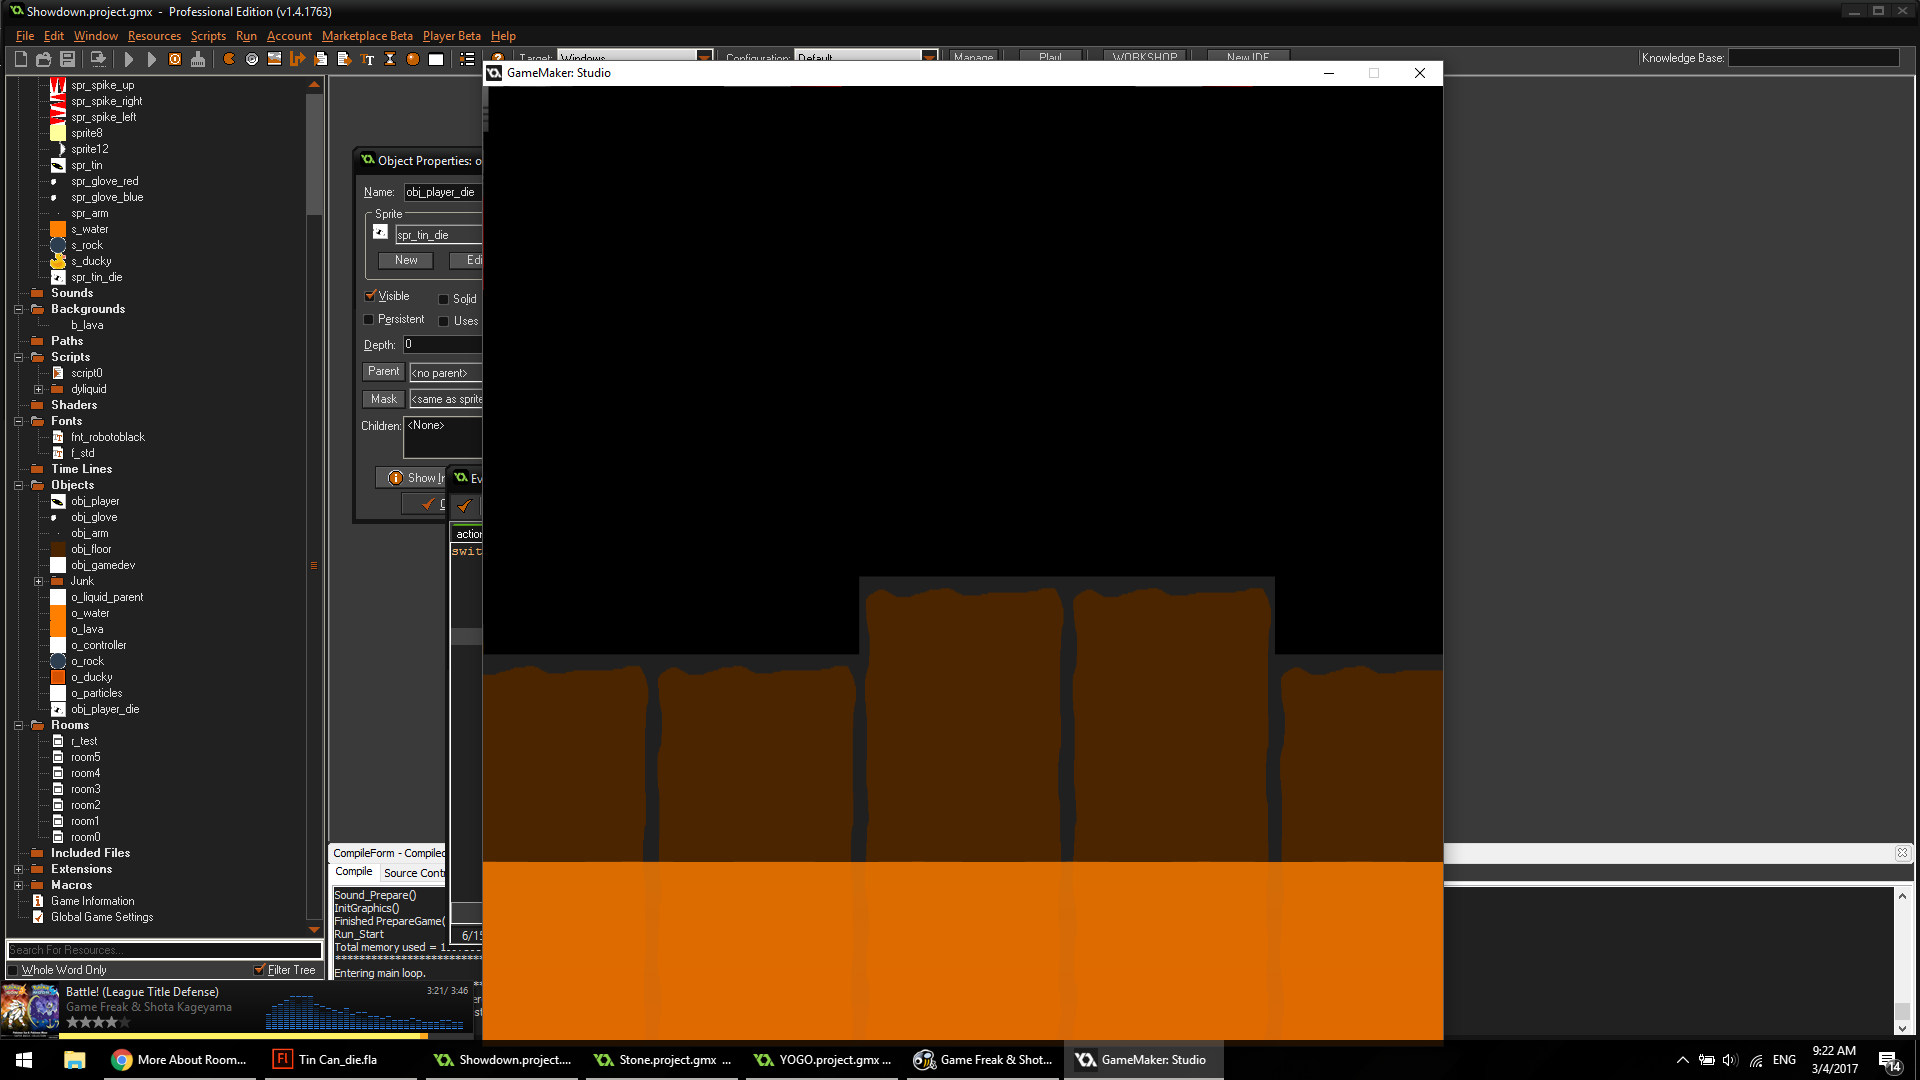 Showdown.project.gmx - Professional Edition (v1.4.1763)
File Edit Window Resources Scripts Run Account Marketplace Beta Player Beta Help
Target: Windows Configuration: Default Manage Play! WORKSHOP New IDE Knowledge Base:
GameMaker: Studio
spr_spike_up
spr_spike_right
spr_spike_left
sprite8
sprite12
spr_tin
spr_glove_red
spr_glove_blue
spr_arm
s_water
s_rock
s_ducky
spr_tin_die
Sounds
Backgrounds
b_lava
Paths
Scripts
script0
dyliquid
Shaders
Fonts
fnt_robotoblack
f_std
Time Lines
Objects
obj_player
obj_glove
obj_arm
obj_floor
obj_gamedev
Junk
o_liquid_parent
o_water
o_lava
o_controller
o_rock
o_ducky
o_particles
obj_player_die
Rooms
r_test
room5
room4
room3
room2
room1
room0
Included Files
Extensions
Macros
Game Information
Global Game Settings
Search For Resources...
Whole Word Only Filter Tree
Object Properties: o
Name: obj_player_die
Sprite
spr_tin_die
New Edi
Visible Solid
Persistent Uses
Depth: 0
Parent <no parent>
Mask <same as sprite
Children: <None>
Show In
Ev
action
swit
6/15
CompileForm - Compiled
Compile Source Contr
Sound_Prepare()
InitGraphics()
Finished PrepareGame(
Run_Start
Total memory used =
Entering main loop.
Battle! (League Title Defense) 3:21/ 3:46
Game Freak & Shota Kageyama
More About Room... Tin Can_die.fla Showdown.project.... Stone.project.gmx ... YOGO.project.gmx ... Game Freak & Shot... GameMaker: Studio ENG 9:22 AM
3/4/2017 14